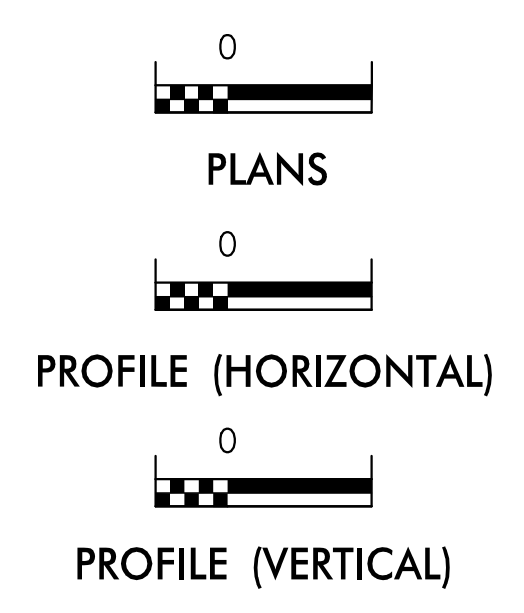 0
PLANS
0
PROFILE (HORIZONTAL)
0
PROFILE (VERTICAL)